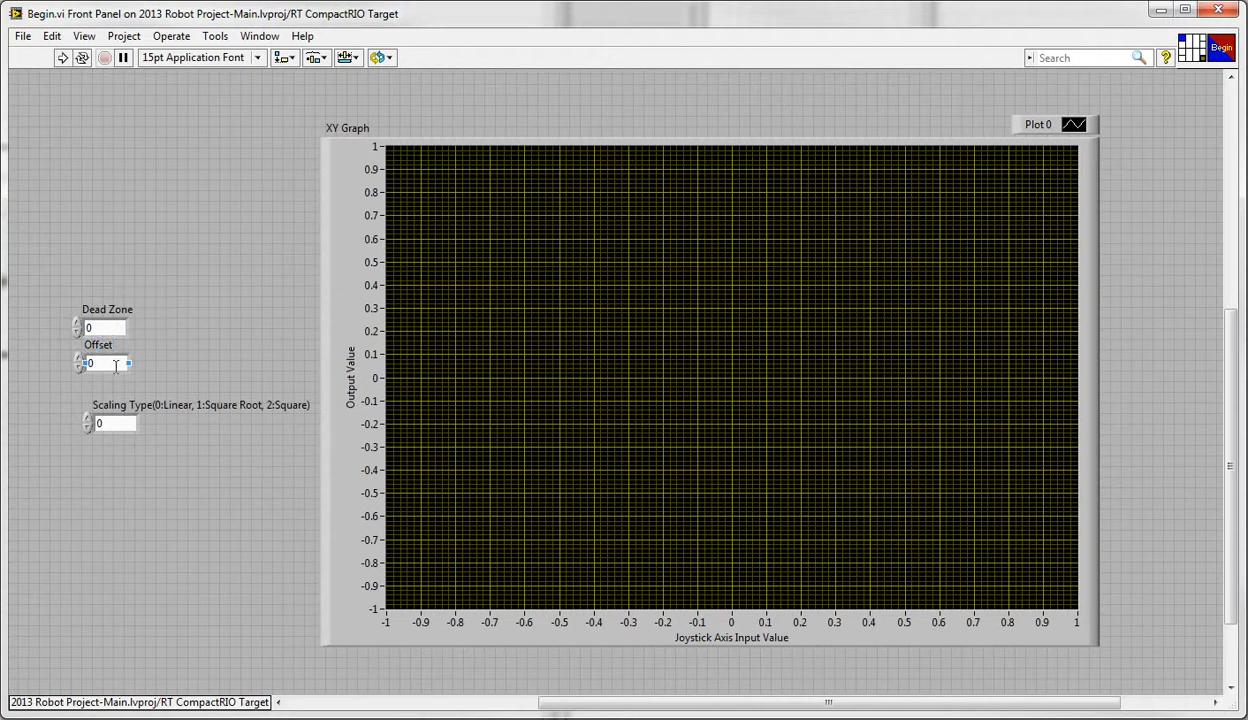 Begin.vi Front Panel on 2013 Robot Project-Main.lvproj/RT CompactRIO Target
File Edit View Project Operate Tools Window Help
15pt Application Font
Search
?
Begin
XY Graph
Plot 0
Dead Zone
0
Offset
0
Scaling Type(0:Linear, 1:Square Root, 2:Square)
0
Output Value
1
0.9
0.8
0.7
0.6
0.5
0.4
0.3
0.2
0.1
0
-0.1
-0.2
-0.3
-0.4
-0.5
-0.6
-0.7
-0.8
-0.9
-1
-1 -0.9 -0.8 -0.7 -0.6 -0.5 -0.4 -0.3 -0.2 -0.1 0 0.1 0.2 0.3 0.4 0.5 0.6 0.7 0.8 0.9 1
Joystick Axis Input Value
2013 Robot Project-Main.lvproj/RT CompactRIO Target